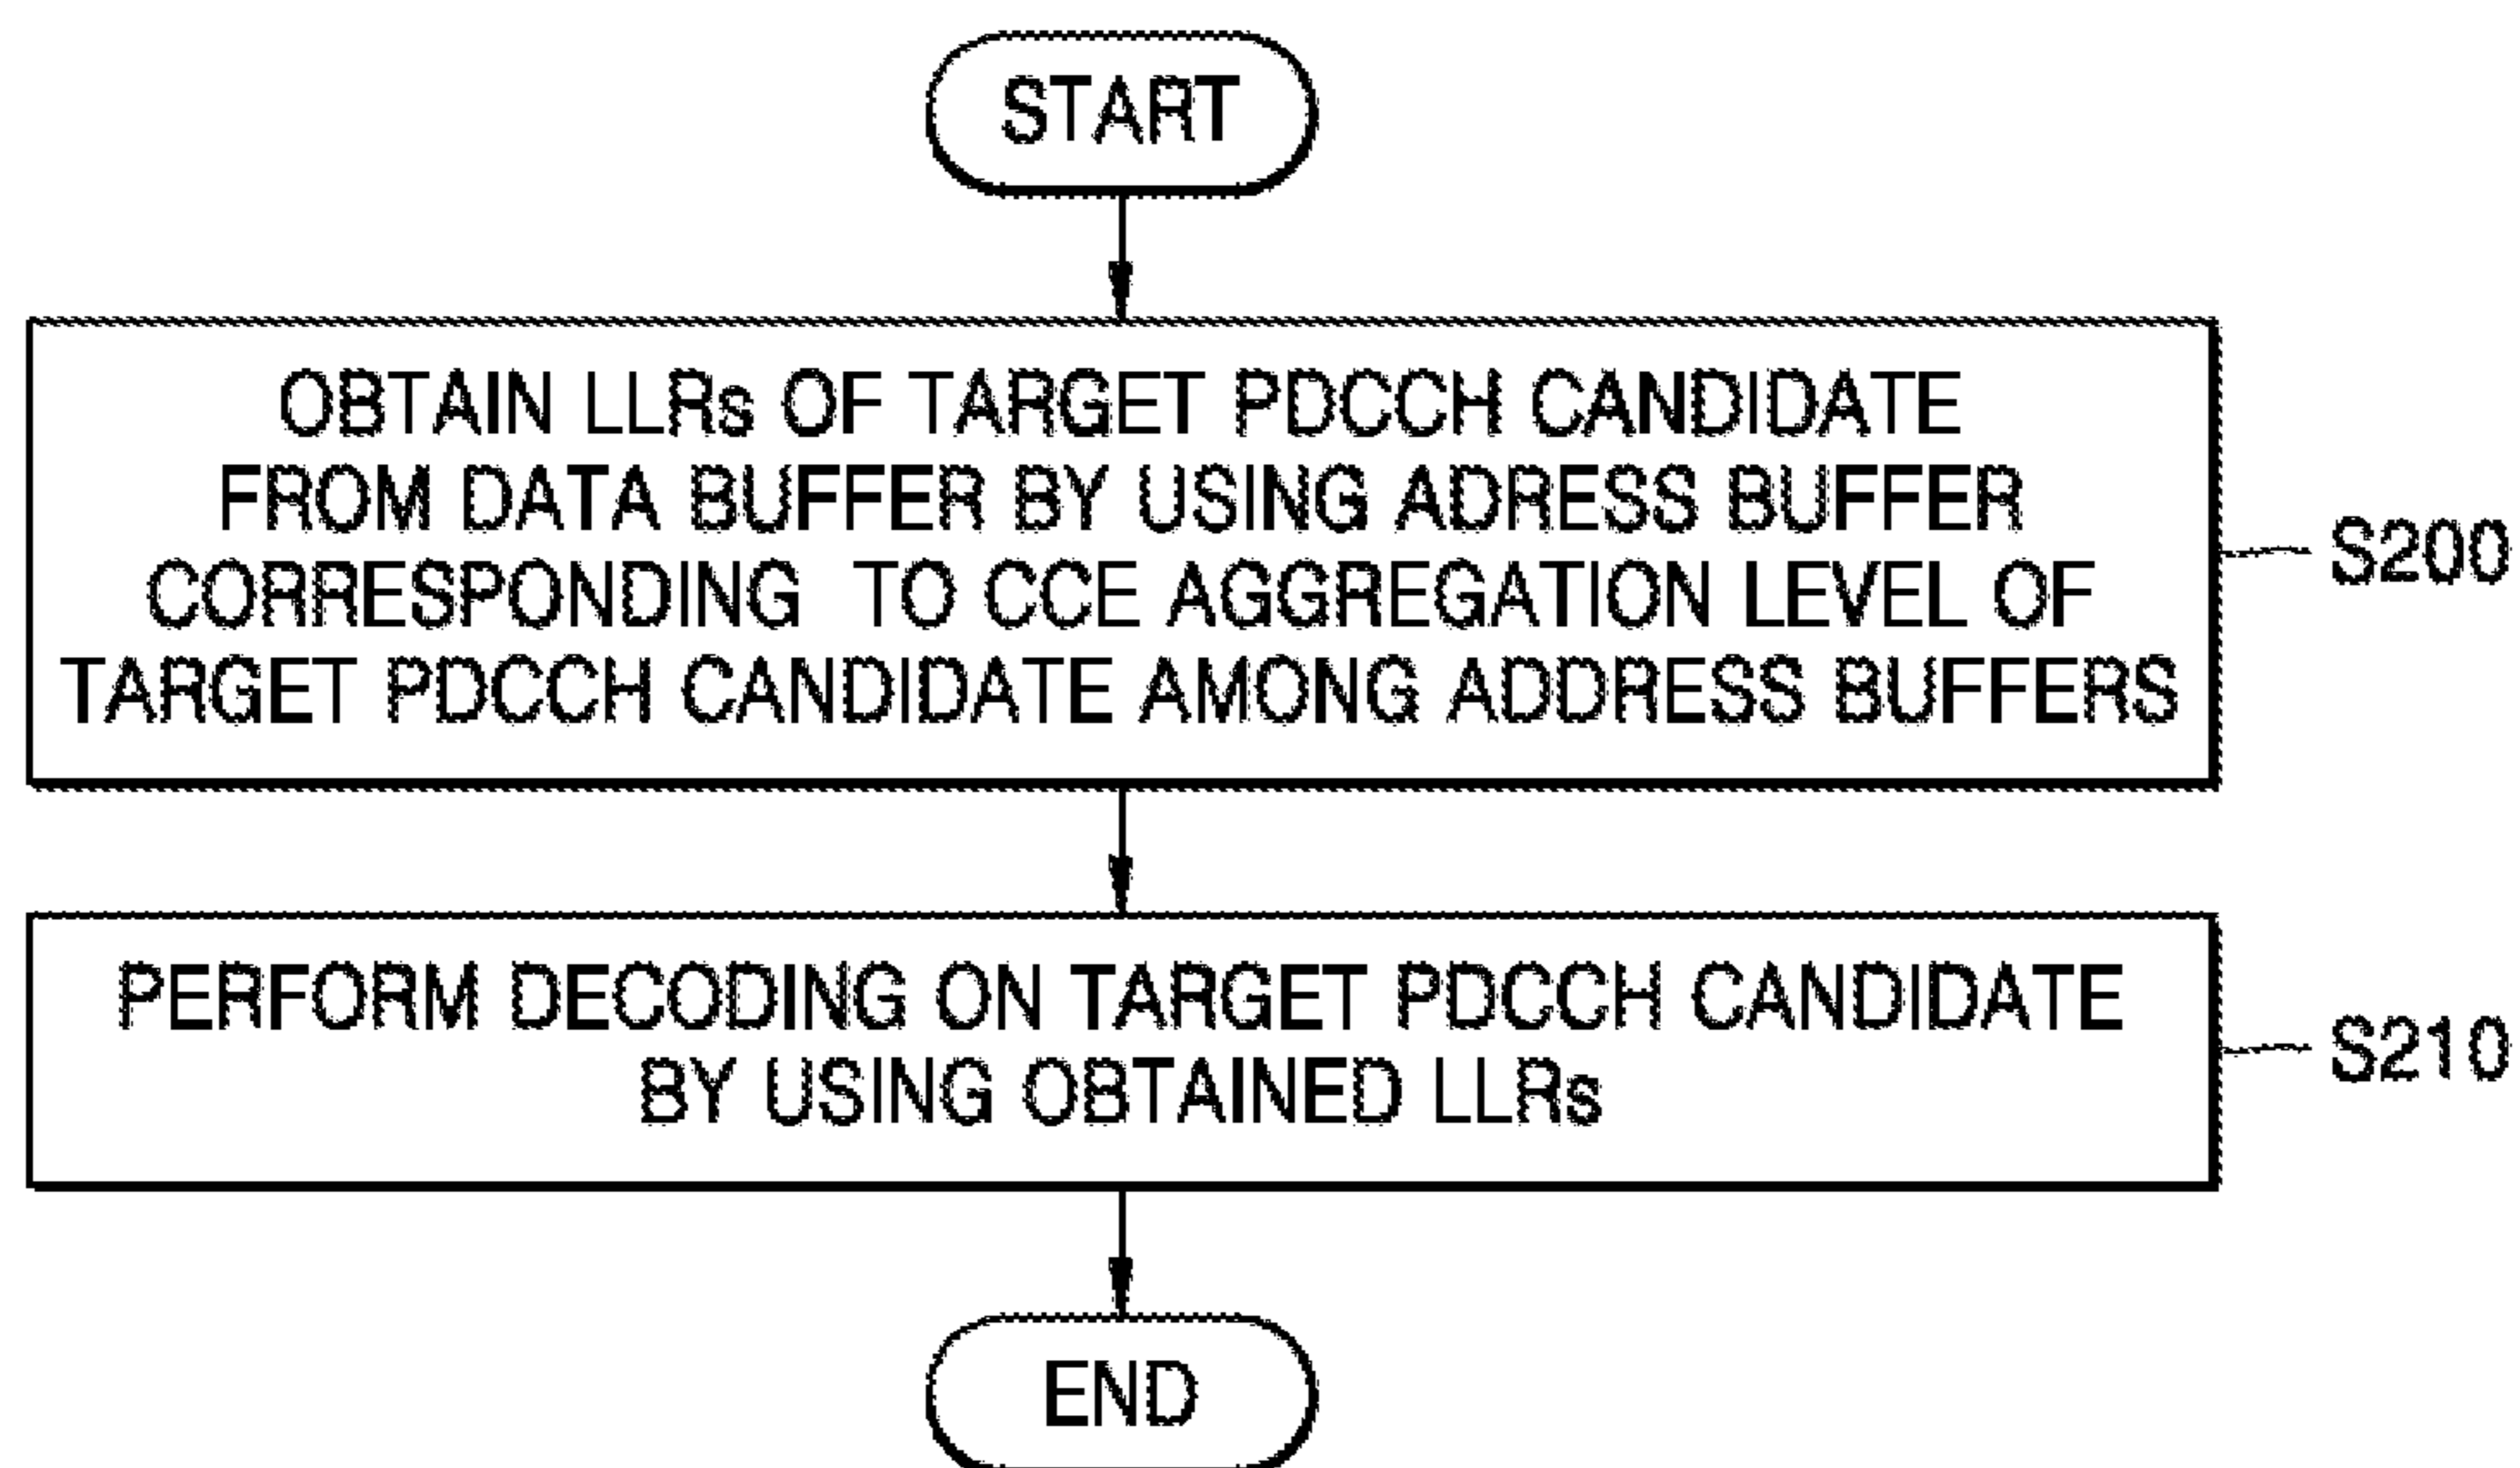 START
OBTAIN LLRs OF TARGET PDCCH CANDIDATE
FROM DATA BUFFER BY USING ADRESS BUFFER
CORRESPONDING TO CCE AGGREGATION LEVEL OF
TARGET PDCCH CANDIDATE AMONG ADDRESS BUFFERS
S200
PERFORM DECODING ON TARGET PDCCH CANDIDATE
BY USING OBTAINED LLRs
S210
END